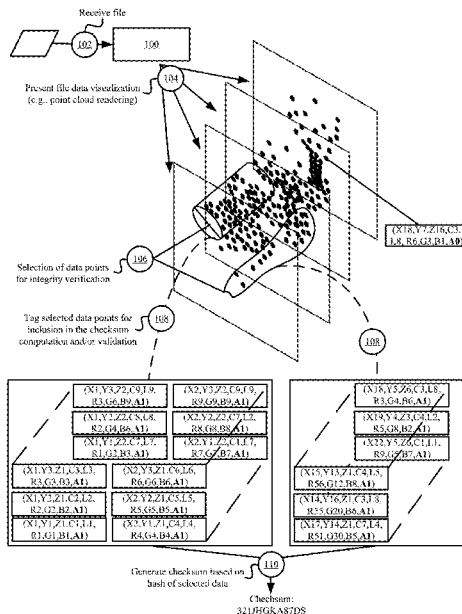 Receive file
102
100
104
Present file data visualization
(e.g., point cloud rendering)
(X18,Y7,Z16,C3,
L8, R6,G3,B1,A0)
106
Selection of data points
for integrity verification
Tag selected data points for
inclusion in the checksum
computation and/or validation
108
108
(X1,Y3,Z2,C9,L9,
R3,G6,B9,A1)
(X2,Y3,Z2,C9,L9,
R9,G9,B9,A1)
(X1,Y2,Z2,C8,L8,
R2,G4,B6,A1)
(X2,Y2,Z2,C7,L2,
R8,G8,B8,A1)
(X1,Y1,Z2,C7,L7,
R1,G2,B3,A1)
(X2,Y1,Z2,C1,L7,
R7,G7,B7,A1)
(X1,Y3,Z1,C3,L3,
R3,G3,B3,A1)
(X2,Y3,Z1,C6,L6,
R6,G6,B6,A1)
(X1,Y2,Z1,C2,L2,
R2,G2,B2,A1)
(X2,Y2,Z1,C5,L5,
R5,G5,B5,A1)
(X1,Y1,Z1,C1,L1,
R1,G1,B1,A1)
(X2,Y1,Z1,C4,L4,
R4,G4,B4,A1)
(X18,Y5,Z6,C3,L8,
R3,G4,B6,A1)
(X19,Y4,Z3,C4,L2,
R5,G8,B2,A1)
R9,G5,B7,A1)
(X15,Y13,Z1,C4,L5,
R56,G12,B8,A1)
(X14,Y16,Z1,C3,L8,
R35,G20,B6,A1)
(X17,Y14,Z1,C7,L4,
R51,G30,B5,A1)
110
Generate checksum based on
hash of selected data
Checksum:
321JHGKA87DS